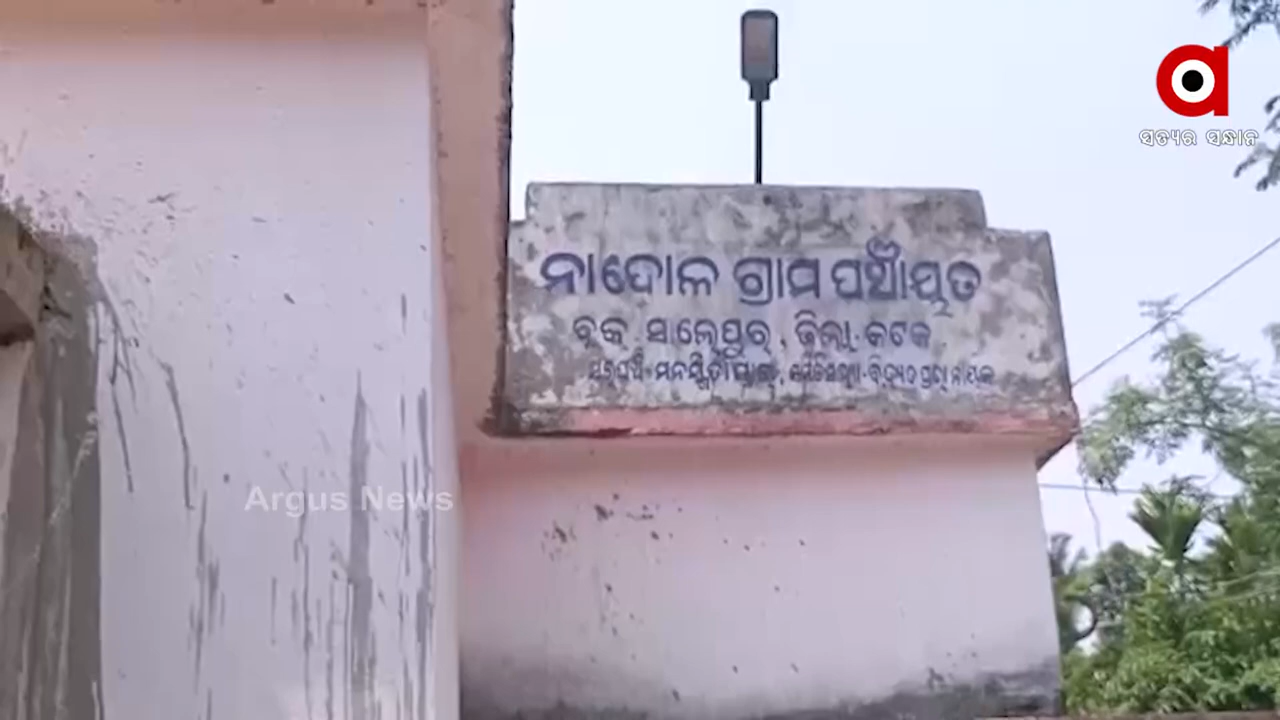 ସତ୍ୟର ସନ୍ଧାନ
ନାଦୋଳ ଗ୍ରାମ ପଞ୍ଚାୟତ
ବ୍ଲକ - ସାଲେପୁର, ଜିଲ୍ଲା - କଟକ
Argus News